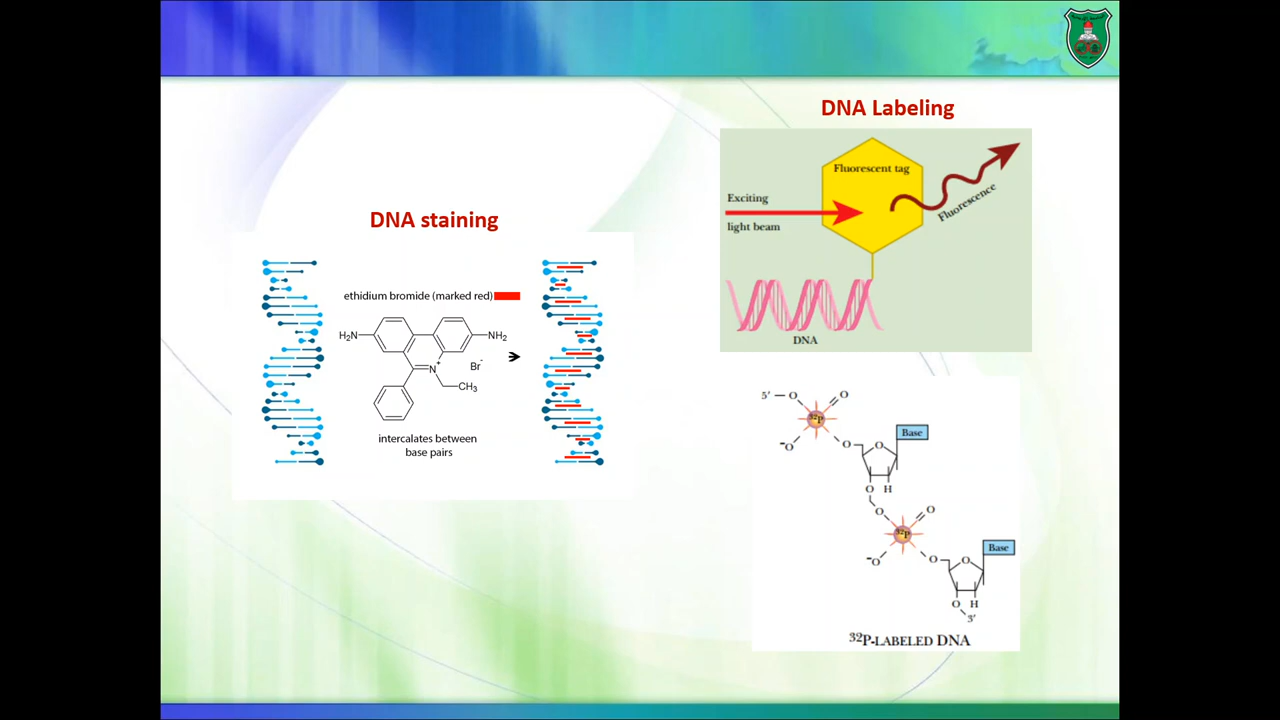 DNA Labeling
Fluorescent tag
Exciting
light beam
Fluorescence
DNA
DNA staining
ethidium bromide (marked red)
H₂N
NH₂
N⁺
Br⁻
CH₃
intercalates between
base pairs
5′ O O
³²P
⁻O O
O
Base
O H
O O
³²P
⁻O O
O
Base
O H
3′
³²P-LABELED DNA